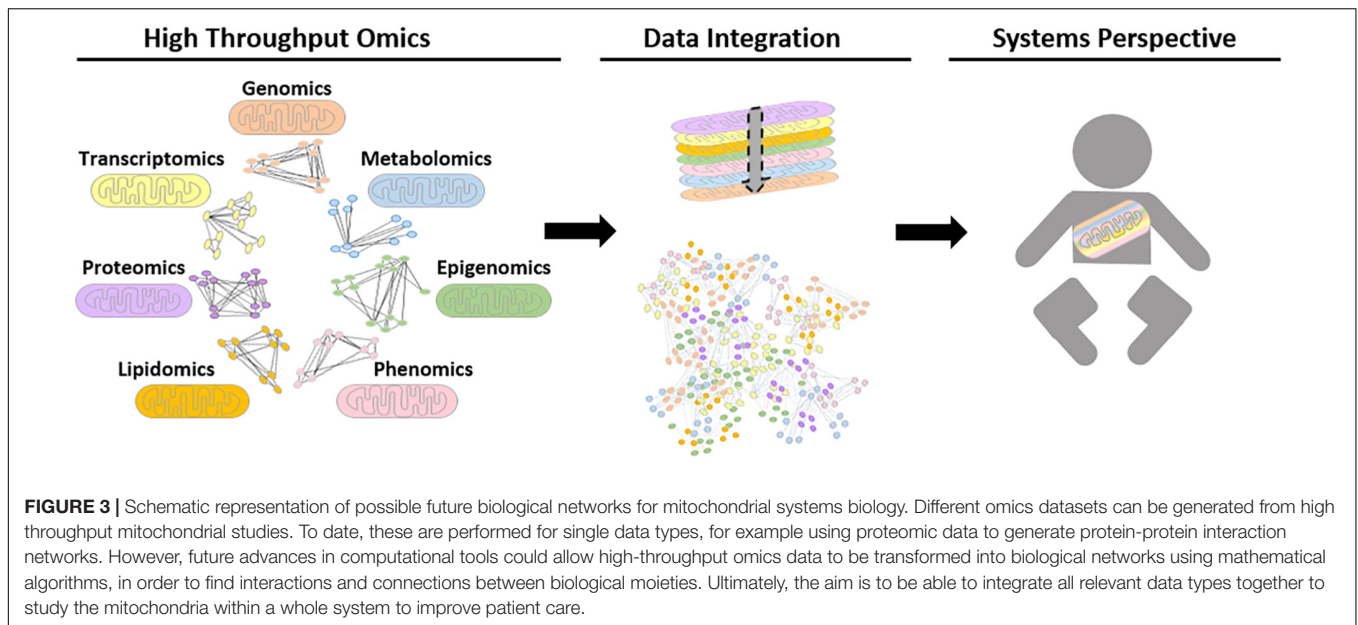 High Throughput Omics
Data Integration
Systems Perspective
Genomics
Transcriptomics
Metabolomics
Proteomics
Epigenomics
Lipidomics
Phenomics
FIGURE 3 | Schematic representation of possible future biological networks for mitochondrial systems biology. Different omics datasets can be generated from high
throughput mitochondrial studies. To date, these are performed for single data types, for example using proteomic data to generate protein-protein interaction
networks. However, future advances in computational tools could allow high-throughput omics data to be transformed into biological networks using mathematical
algorithms, in order to find interactions and connections between biological moieties. Ultimately, the aim is to be able to integrate all relevant data types together to
study the mitochondria within a whole system to improve patient care.